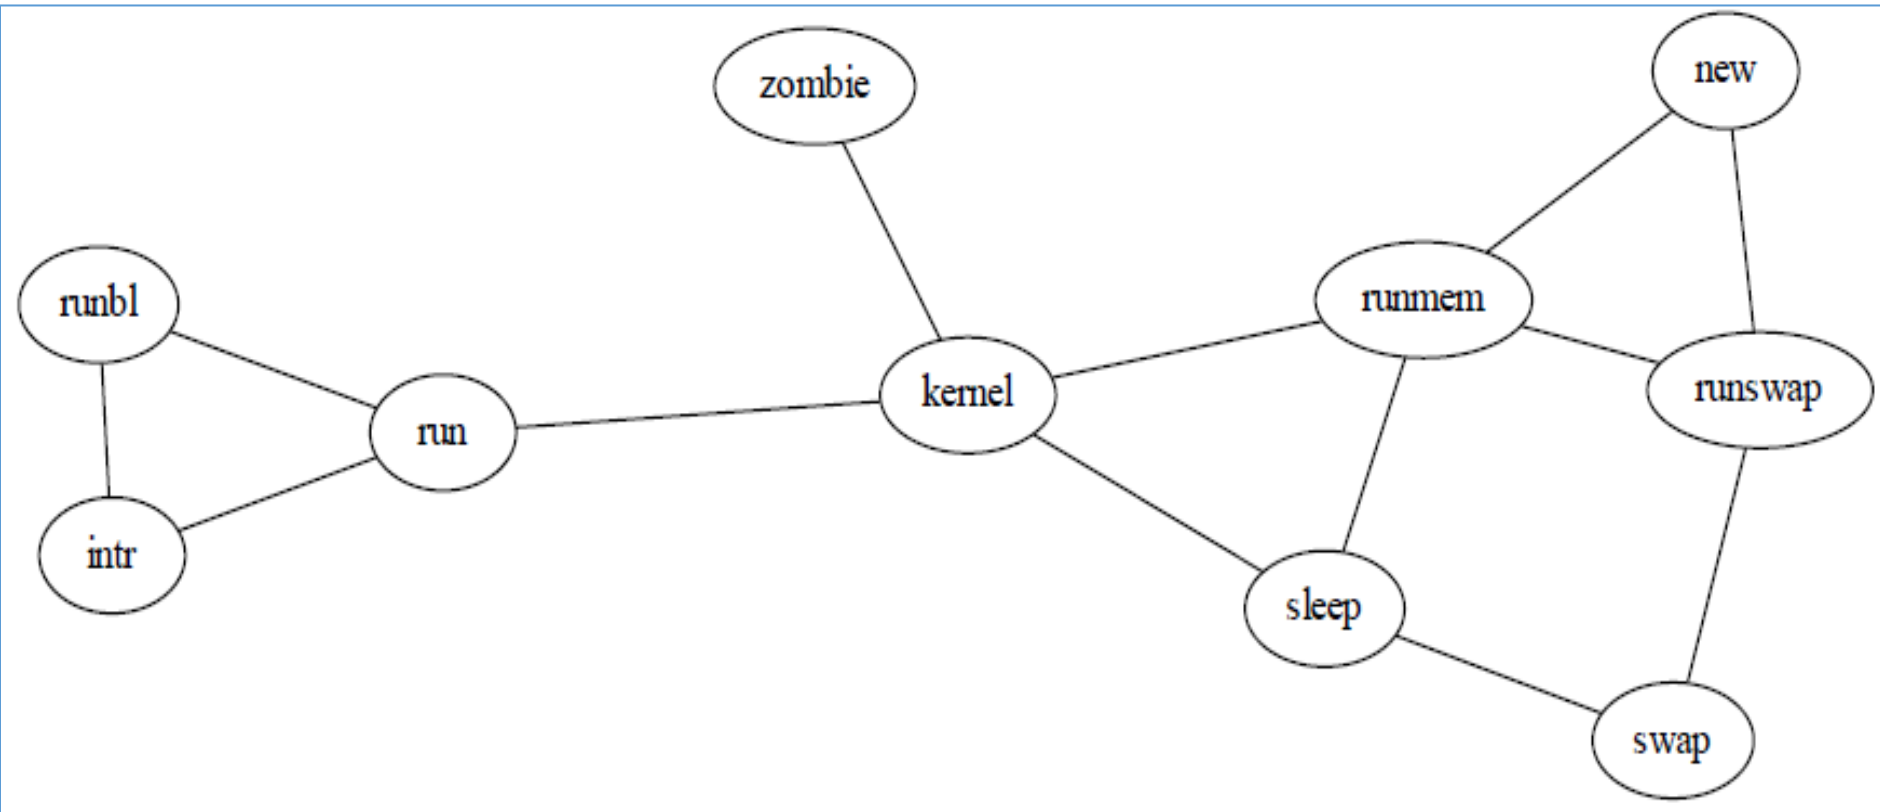 new
zombie
runmem
runbl
runswap
kernel
run
intr
sleep
swap